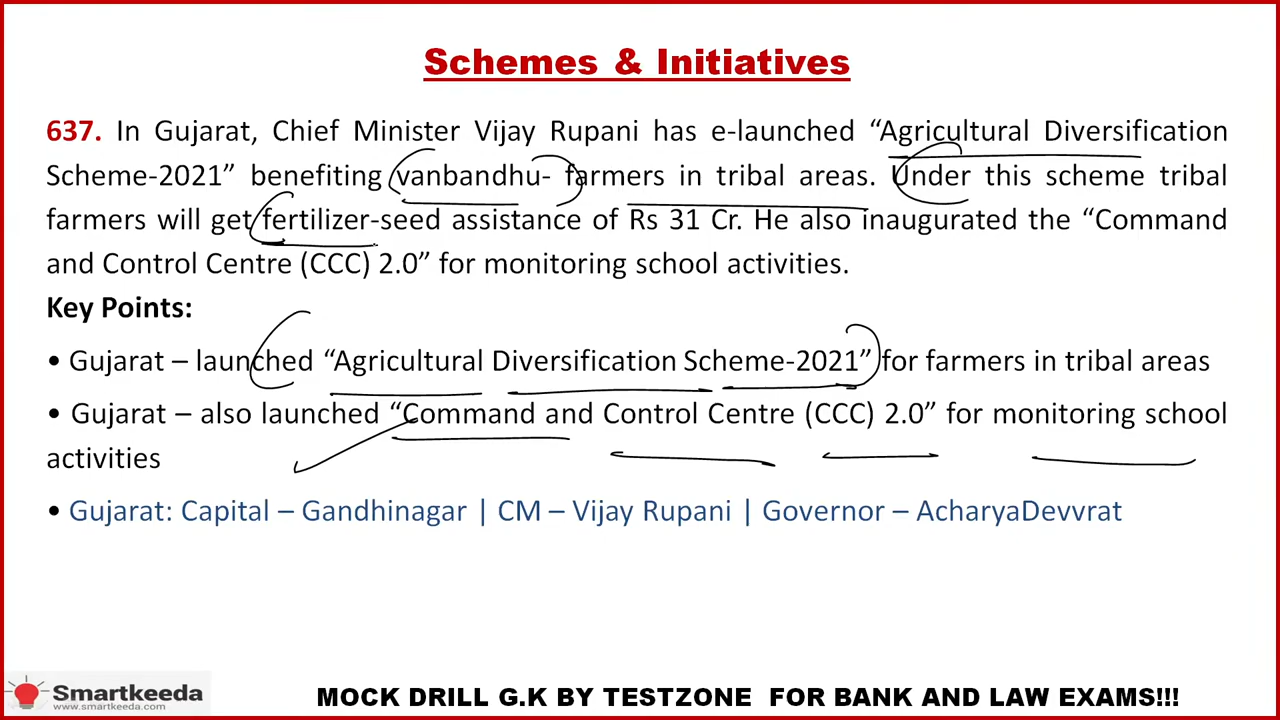 Schemes & Initiatives
637. In Gujarat, Chief Minister Vijay Rupani has e-launched “Agricultural Diversification
Scheme-2021” benefiting vanbandhu- farmers in tribal areas. Under this scheme tribal
farmers will get fertilizer-seed assistance of Rs 31 Cr. He also inaugurated the “Command
and Control Centre (CCC) 2.0” for monitoring school activities.
Key Points:
• Gujarat – launched “Agricultural Diversification Scheme-2021” for farmers in tribal areas
• Gujarat – also launched “Command and Control Centre (CCC) 2.0” for monitoring school
activities
• Gujarat: Capital – Gandhinagar | CM – Vijay Rupani | Governor – AcharyaDevvrat
Smartkeeda
www.smartkeeda.com
MOCK DRILL G.K BY TESTZONE FOR BANK AND LAW EXAMS!!!